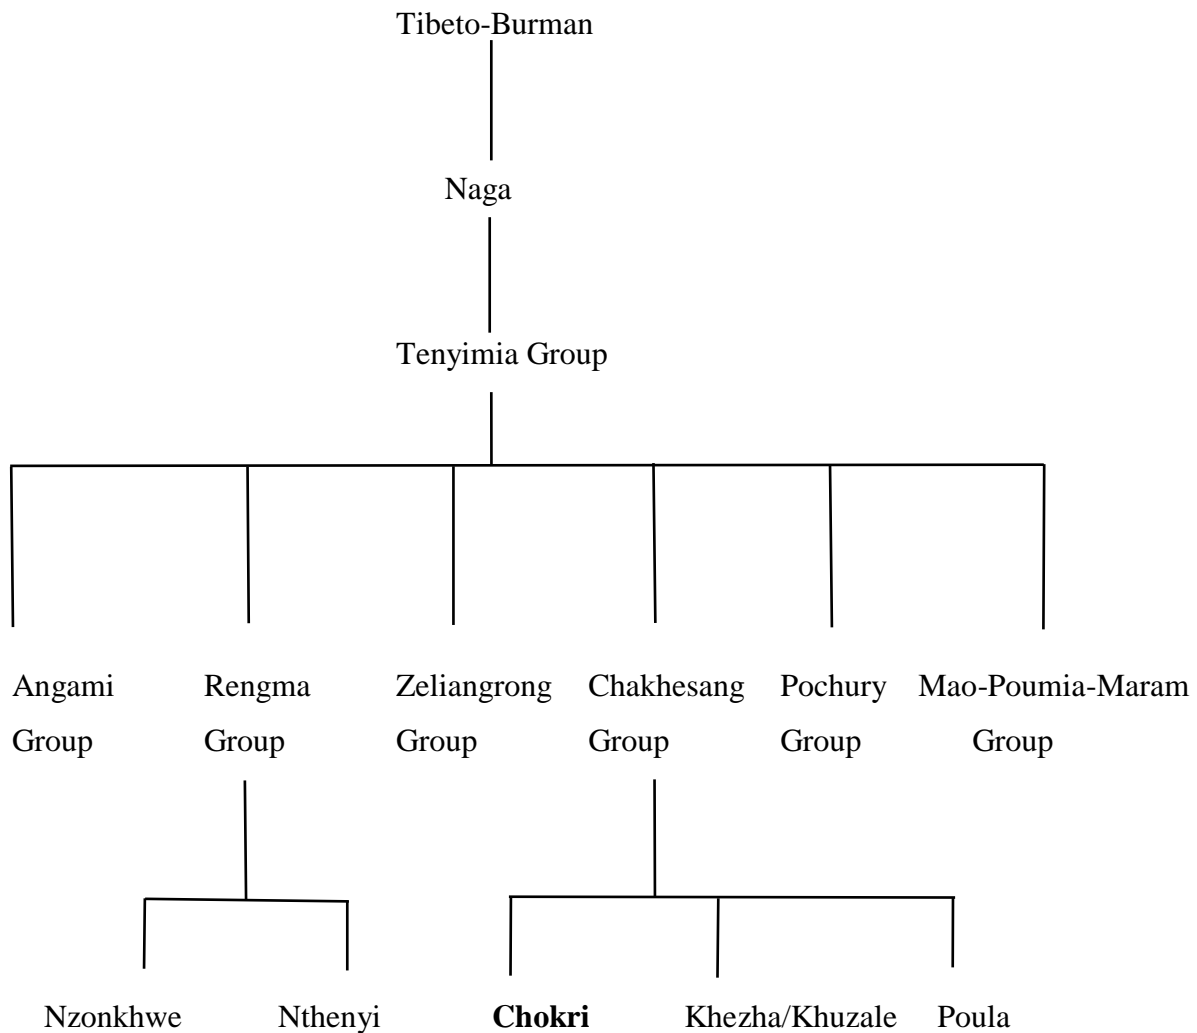 Tibeto-Burman
Naga
Tenyimia Group
Angami Rengma Zeliangrong Chakhesang Pochury Mao-Poumia-Maram
Group Group Group Group Group Group
Nzonkhwe Nthenyi Chokri Khezha/Khuzale Poula